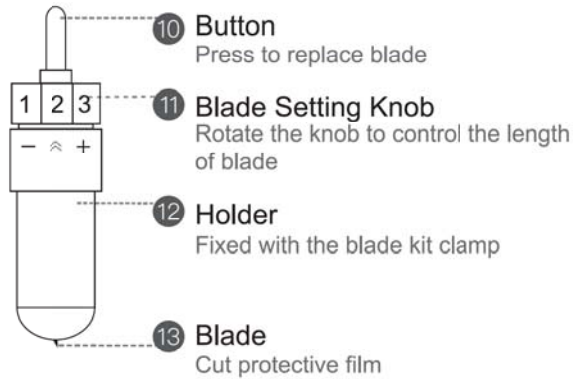 10 Button
Press to replace blade
1 2 3
11 Blade Setting Knob
Rotate the knob to control the length
of blade
− ︽ +
12 Holder
Fixed with the blade kit clamp
13 Blade
Cut protective film